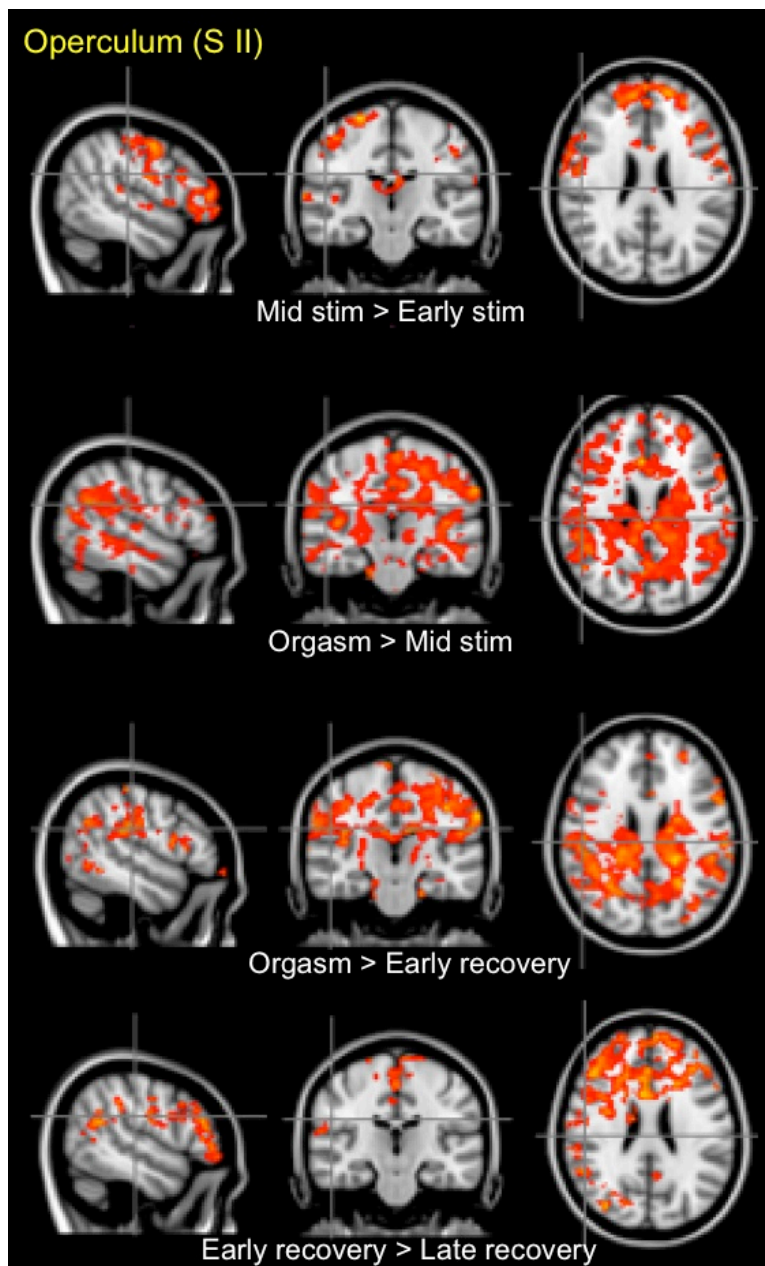 Operculum (S II)
Mid stim > Early stim
Orgasm > Mid stim
Orgasm > Early recovery
Early recovery > Late recovery